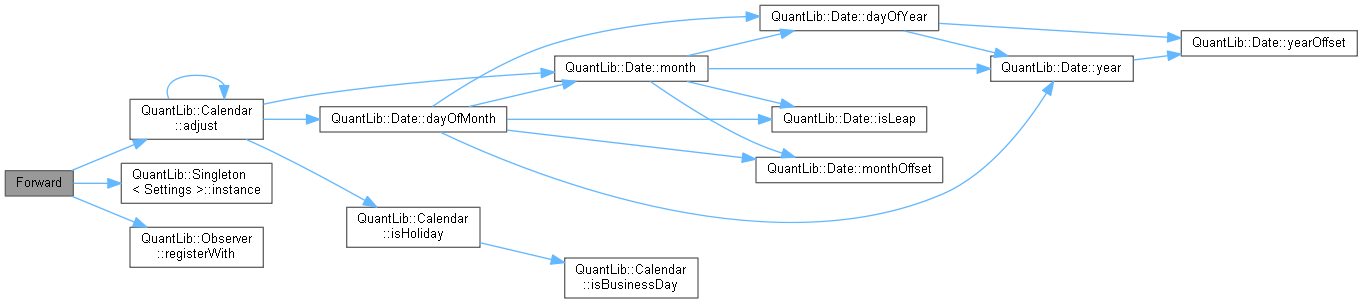 Forward
QuantLib::Calendar
::adjust
QuantLib::Singleton
< Settings >::instance
QuantLib::Observer
::registerWith
QuantLib::Date::dayOfMonth
QuantLib::Calendar
::isHoliday
QuantLib::Date::month
QuantLib::Calendar
::isBusinessDay
QuantLib::Date::dayOfYear
QuantLib::Date::isLeap
QuantLib::Date::monthOffset
QuantLib::Date::year
QuantLib::Date::yearOffset